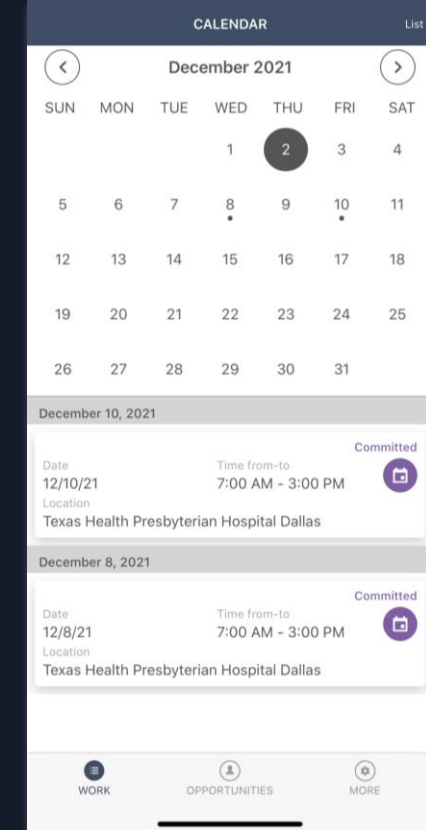 CALENDAR List
December 2021
SUN MON TUE WED THU FRI SAT
1 2 3 4
5 6 7 8 9 10 11
12 13 14 15 16 17 18
19 20 21 22 23 24 25
26 27 28 29 30 31
December 10, 2021
Committed
Date Time from-to
12/10/21 7:00 AM - 3:00 PM
Location
Texas Health Presbyterian Hospital Dallas
December 8, 2021
Committed
Date Time from-to
12/8/21 7:00 AM - 3:00 PM
Location
Texas Health Presbyterian Hospital Dallas
WORK OPPORTUNITIES MORE